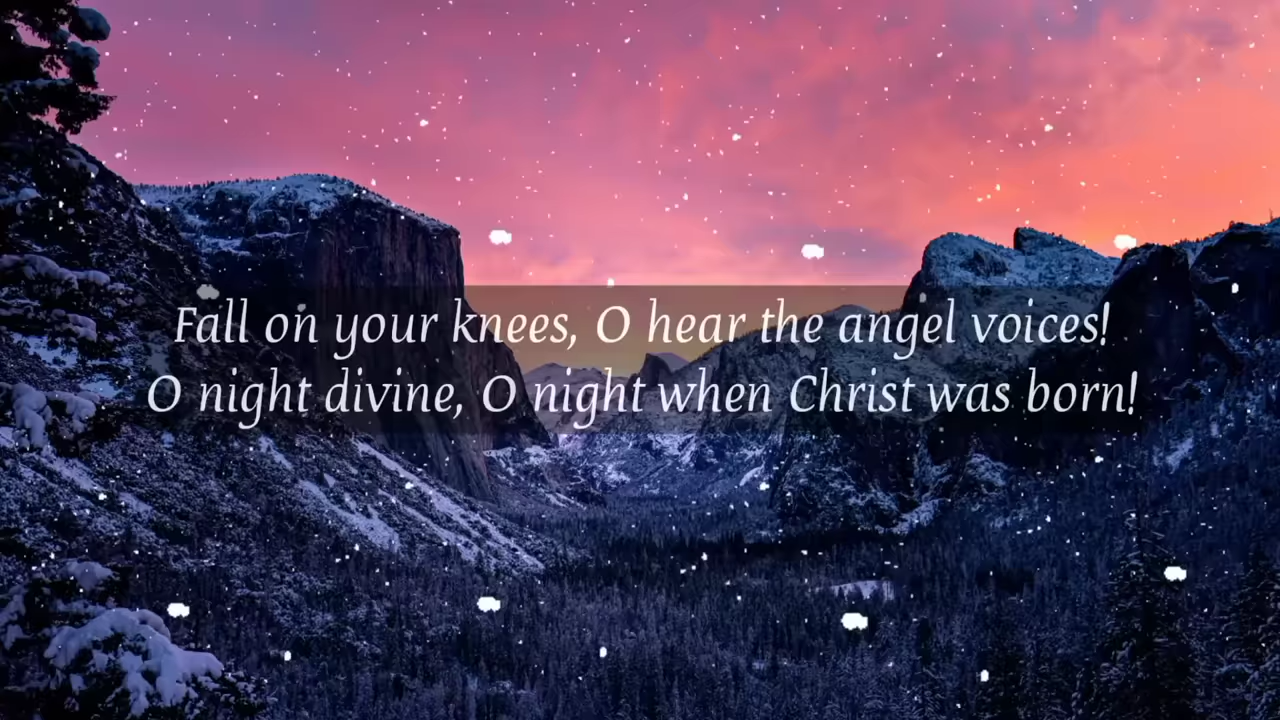 Fall on your knees, O hear the angel voices!
O night divine, O night when Christ was born!